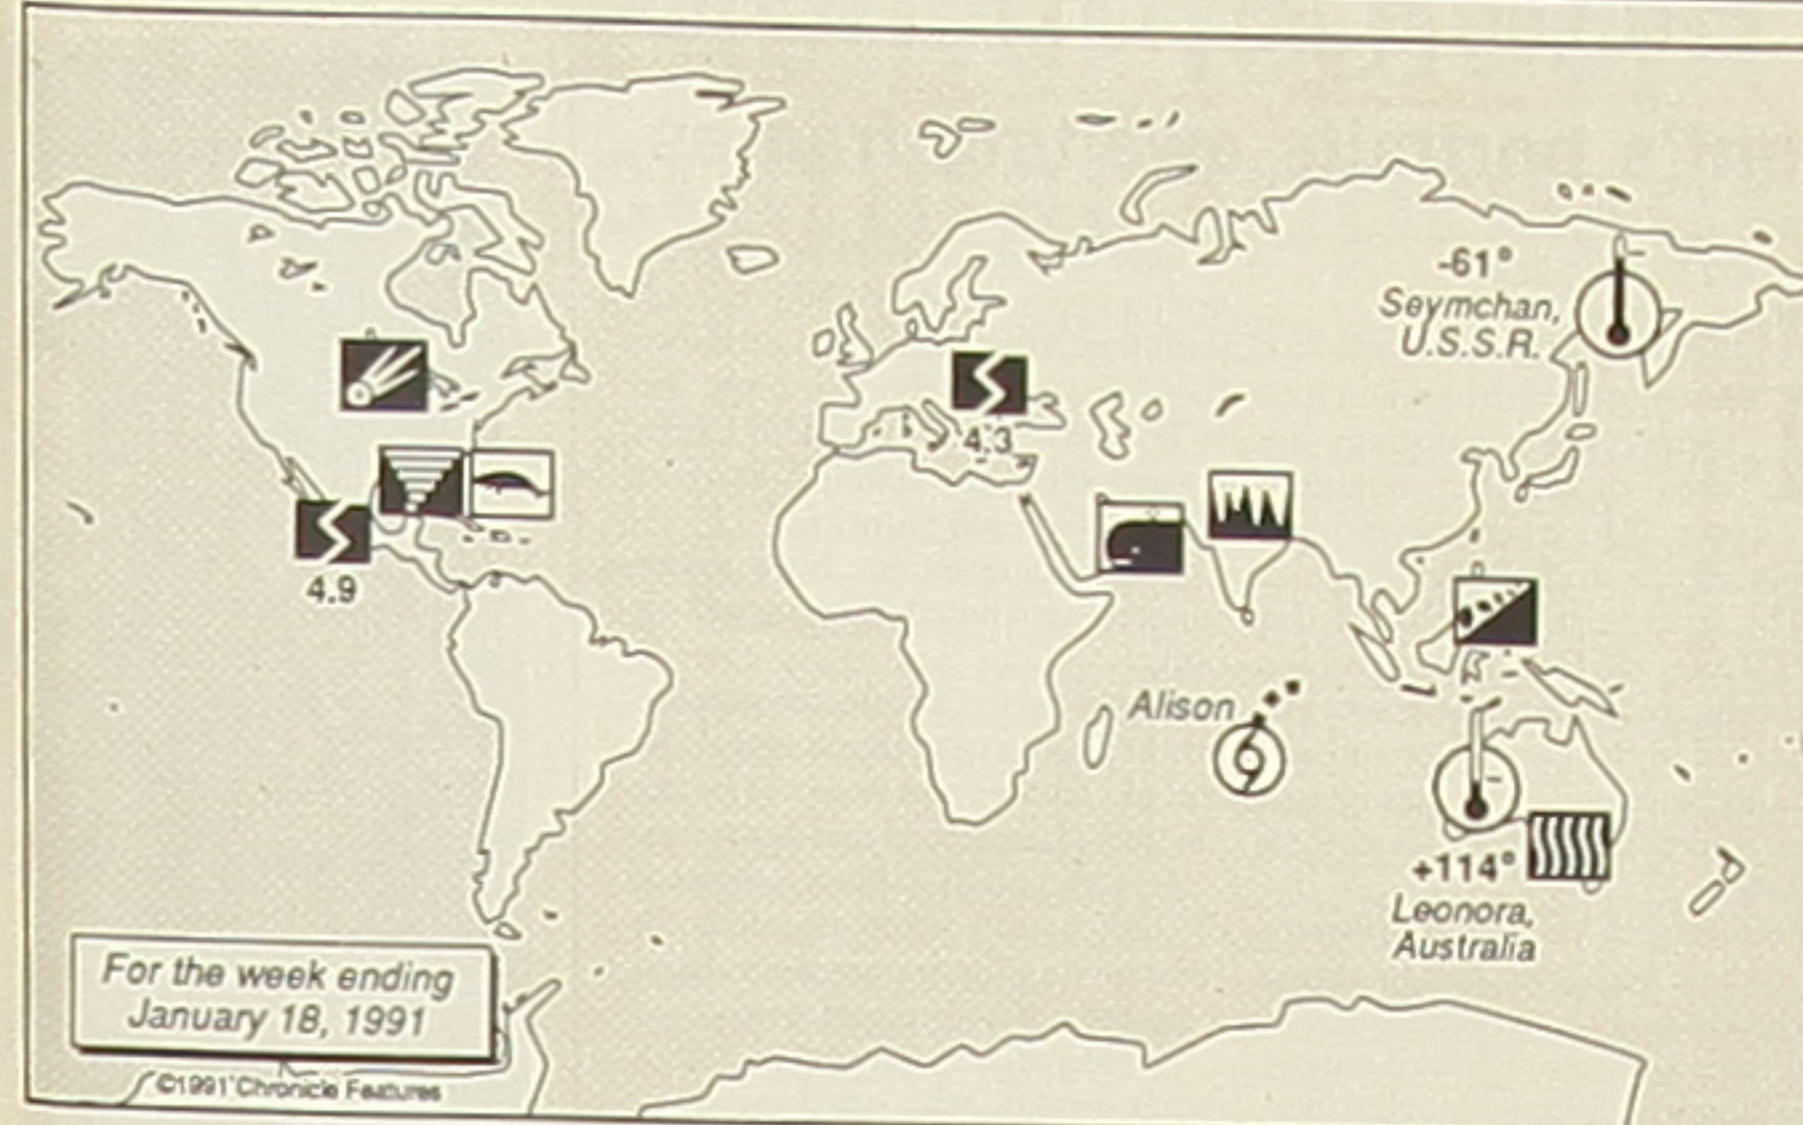 -61°
Seymchan,
U.S.S.R.
4.3
4.9
Alison
+114°
Leonora,
Australia
For the week ending
January 18, 1991
©1991 Chronicle Features